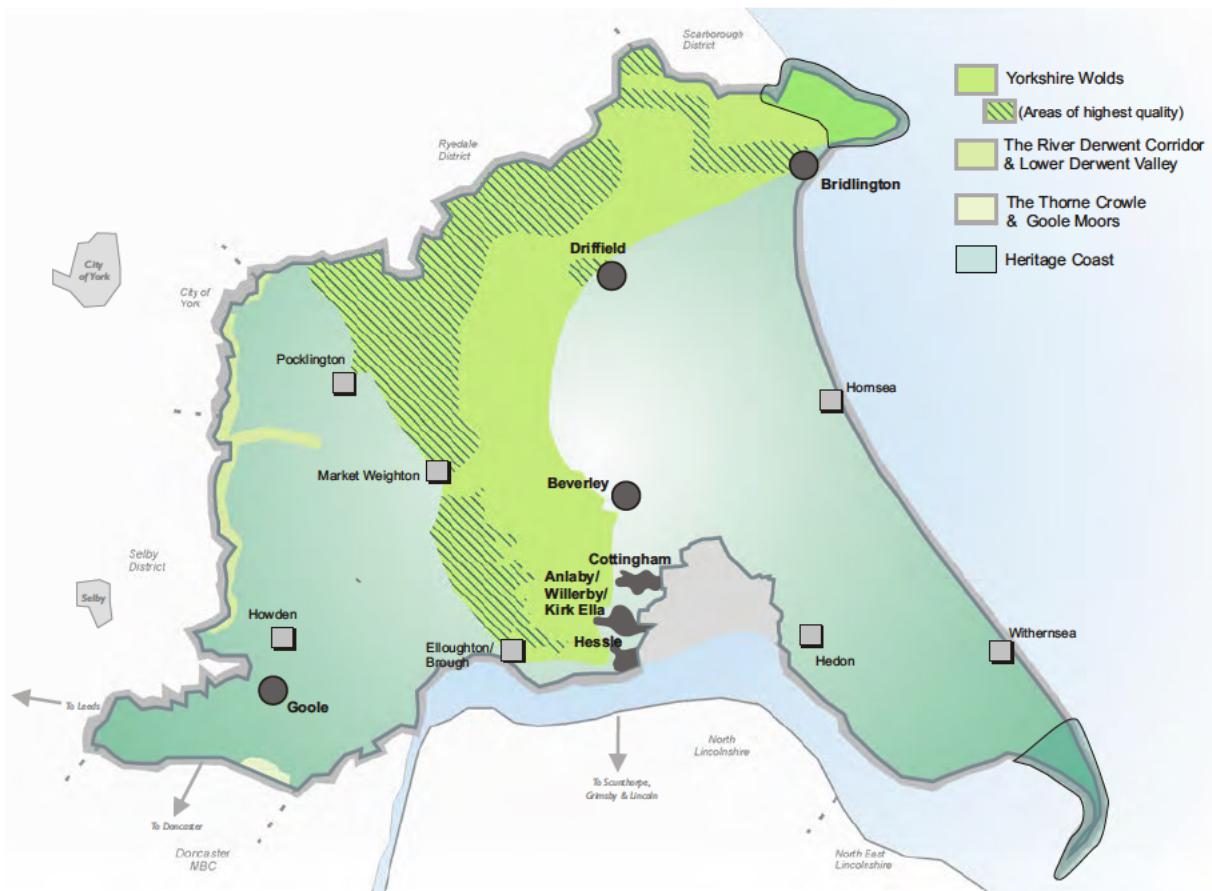 Scarborough
District
Yorkshire Wolds
(Areas of highest quality)
The River Derwent Corridor
& Lower Derwent Valley
The Thorne Crowle
& Goole Moors
Heritage Coast
Ryedale
District
Bridlington
Driffield
City
of York
City of
York
Pocklington
Hornsea
Market Weighton
Beverley
Selby
District
Selby
Cottingham
Anlaby/
Willerby/
Kirk Ella
Hessle
Howden
Elloughton/
Brough
Hedon
Withernsea
To Leeds
Goole
North
Lincolnshire
To Scunthorpe,
Grimsby & Lincoln
To Doncaster
Doncaster
MBC
North East
Lincolnshire